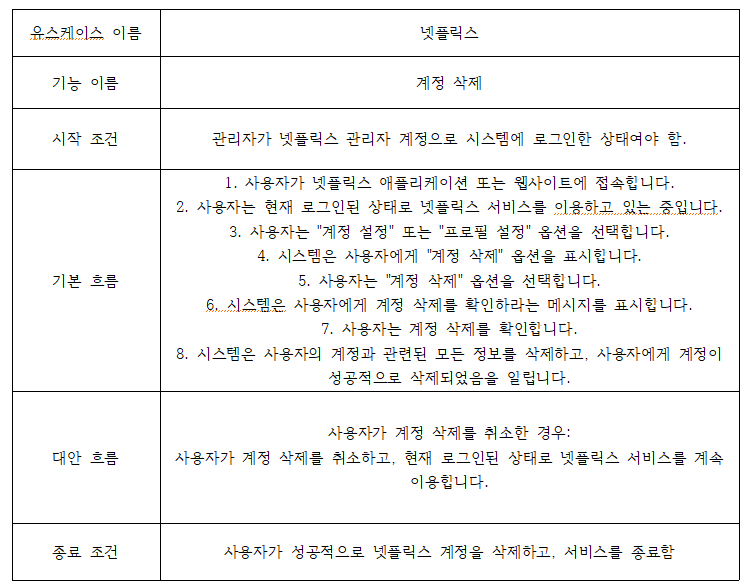 유스케이스 이름
넷플릭스
기능 이름
계정 삭제
시작 조건
관리자가 넷플릭스 관리자 계정으로 시스템에 로그인한 상태여야 함.
기본 흐름
1. 사용자가 넷플릭스 애플리케이션 또는 웹사이트에 접속합니다.
2. 사용자는 현재 로그인된 상태로 넷플릭스 서비스를 이용하고 있는 중입니다.
3. 사용자는 "계정 설정" 또는 "프로필 설정" 옵션을 선택합니다.
4. 시스템은 사용자에게 "계정 삭제" 옵션을 표시합니다.
5. 사용자는 "계정 삭제" 옵션을 선택합니다.
6. 시스템은 사용자에게 계정 삭제를 확인하라는 메시지를 표시합니다.
7. 사용자는 계정 삭제를 확인합니다.
8. 시스템은 사용자의 계정과 관련된 모든 정보를 삭제하고, 사용자에게 계정이
성공적으로 삭제되었음을 알립니다.
대안 흐름
사용자가 계정 삭제를 취소한 경우:
사용자가 계정 삭제를 취소하고, 현재 로그인된 상태로 넷플릭스 서비스를 계속
이용합니다.
종료 조건
사용자가 성공적으로 넷플릭스 계정을 삭제하고, 서비스를 종료함